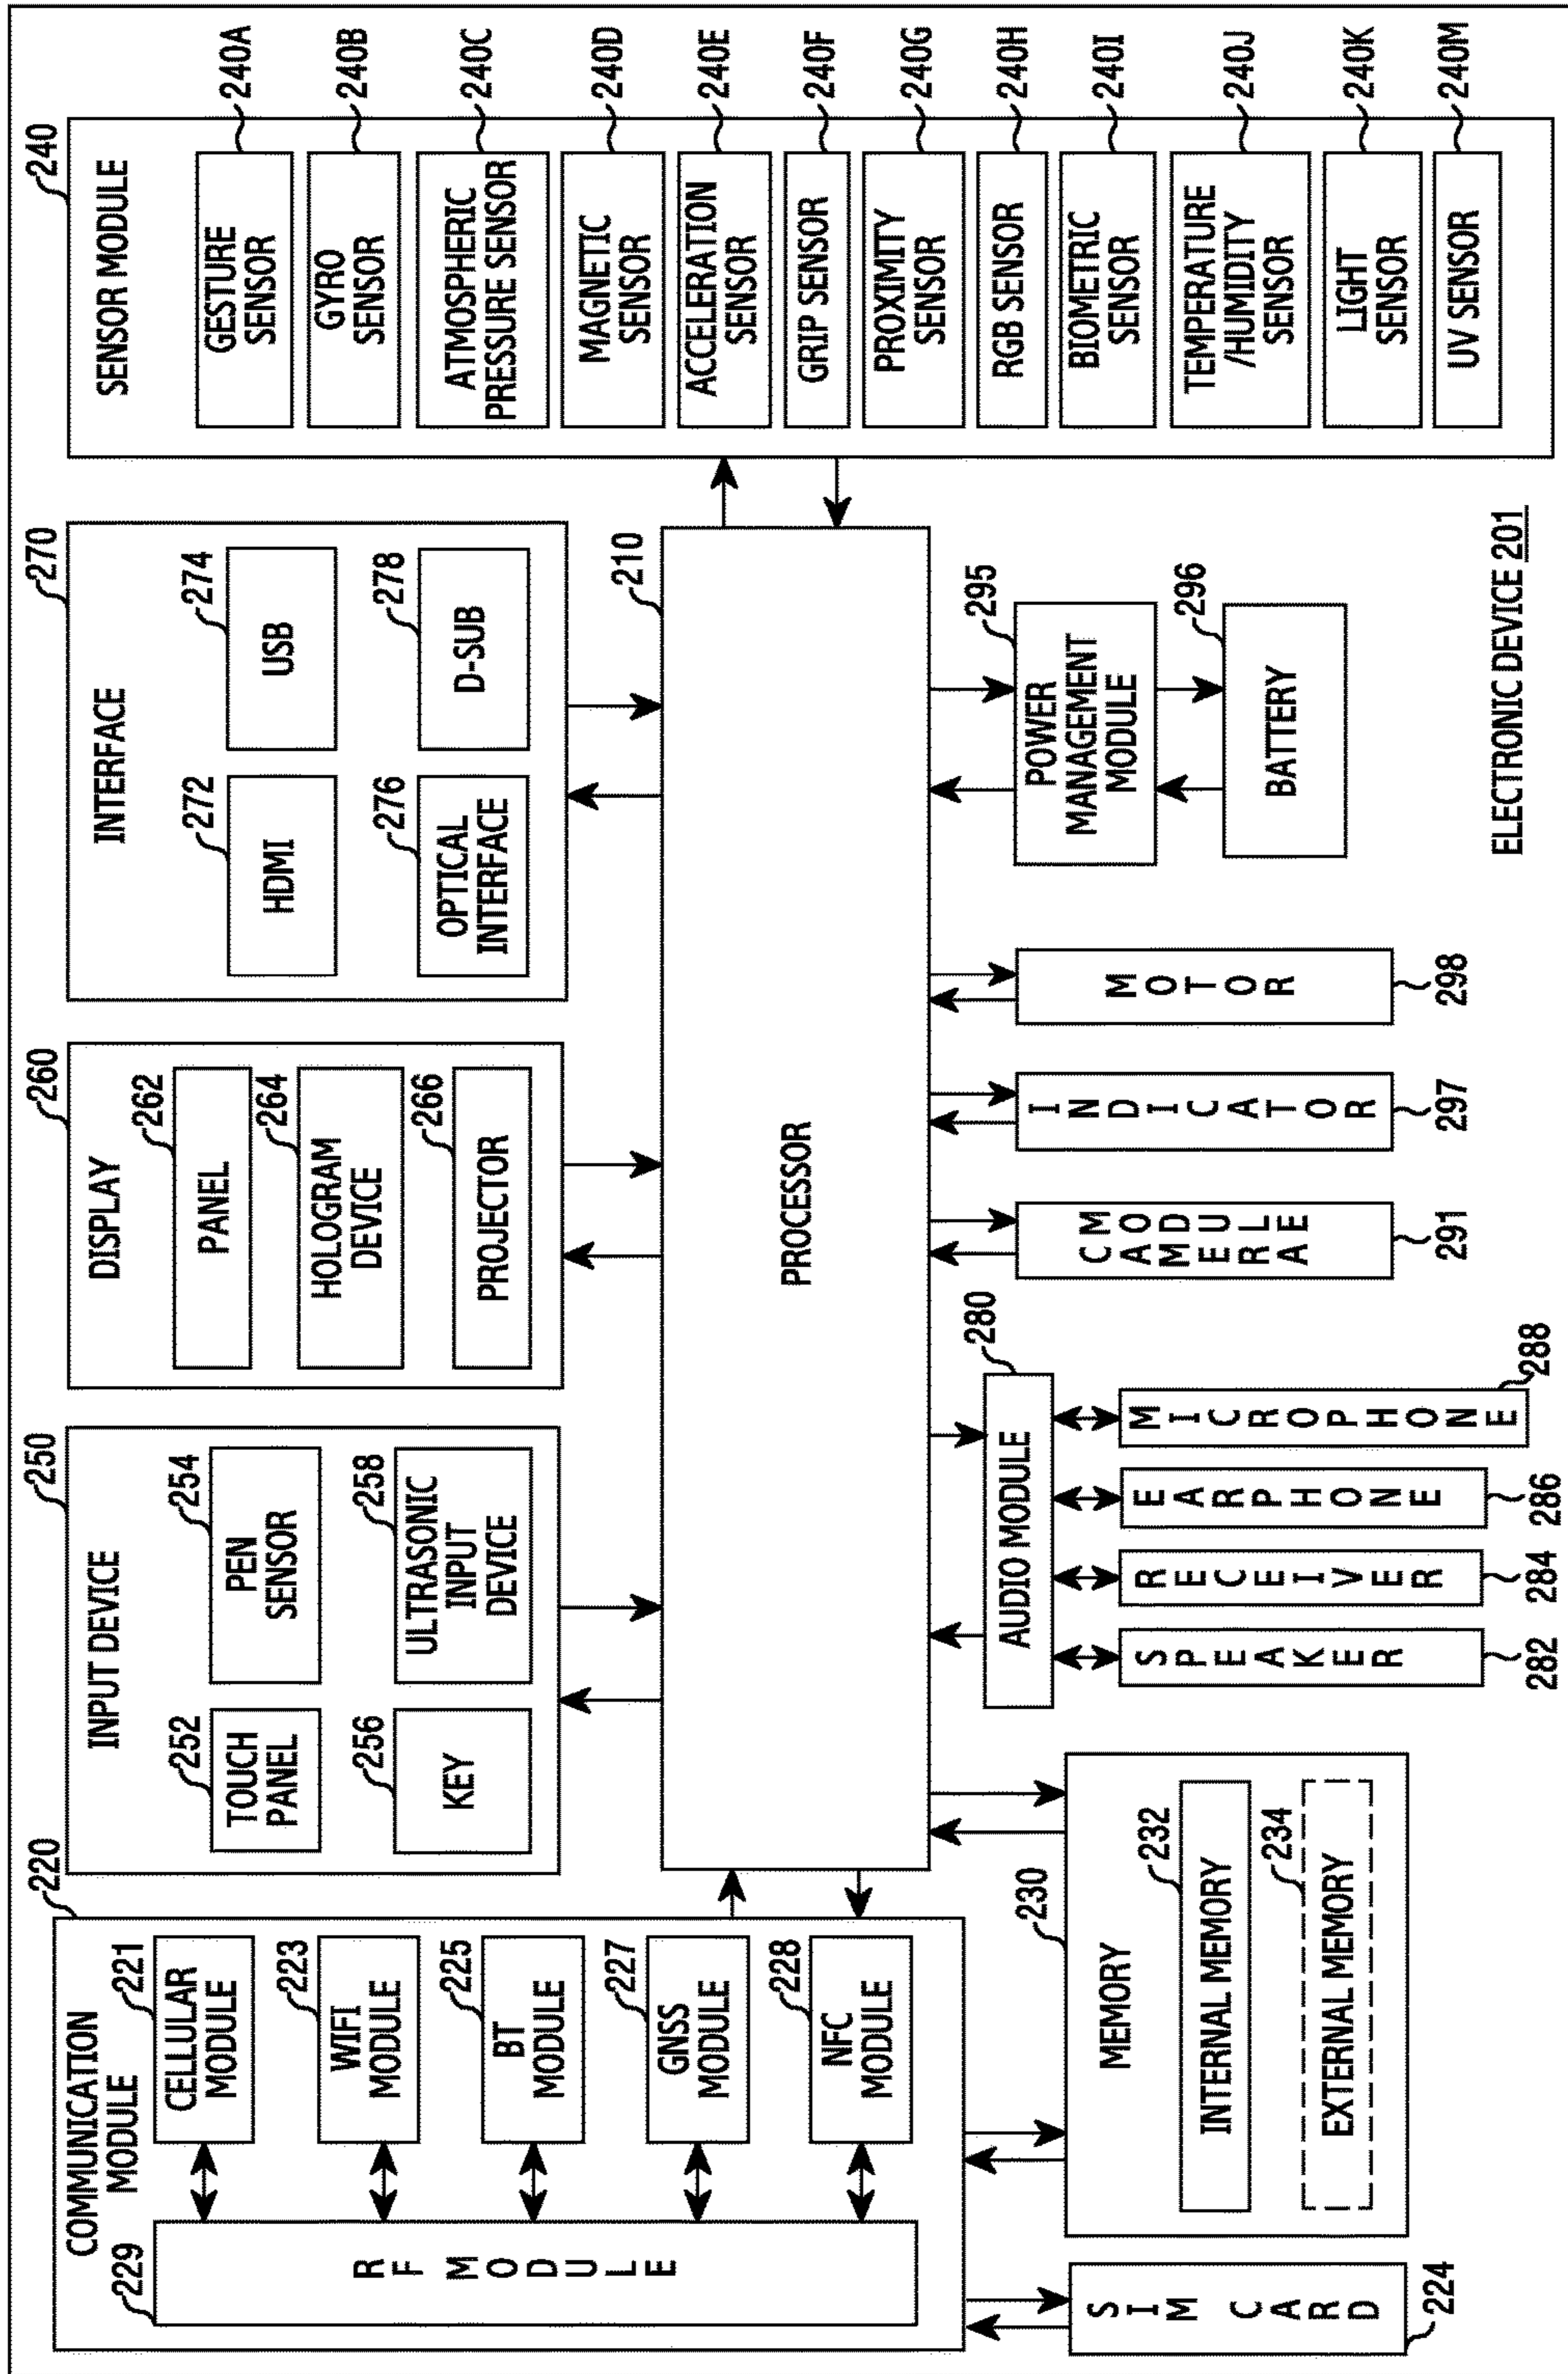 COMMUNICATION
MODULE
220
229
RF MODULE
221
CELLULAR
MODULE
223
WIFI
MODULE
225
BT
MODULE
227
GNSS
MODULE
228
NFC
MODULE
250
INPUT DEVICE
252
TOUCH
PANEL
254
PEN
SENSOR
256
KEY
258
ULTRASONIC
INPUT
DEVICE
260
DISPLAY
262
PANEL
264
HOLOGRAM
DEVICE
266
PROJECTOR
270
INTERFACE
272
HDMI
274
USB
276
OPTICAL
INTERFACE
278
D-SUB
240
SENSOR MODULE
GESTURE
SENSOR
240A
GYRO
SENSOR
240B
ATMOSPHERIC
PRESSURE SENSOR
240C
MAGNETIC
SENSOR
240D
ACCELERATION
SENSOR
240E
GRIP SENSOR
240F
PROXIMITY
SENSOR
240G
RGB SENSOR
240H
BIOMETRIC
SENSOR
240I
TEMPERATURE
/HUMIDITY
SENSOR
240J
LIGHT
SENSOR
240K
UV SENSOR
240M
210
PROCESSOR
SIM CARD
224
230
MEMORY
232
INTERNAL MEMORY
234
EXTERNAL MEMORY
280
AUDIO MODULE
SPEAKER
282
RECEIVER
284
EARPHONE
286
MICROPHONE
288
CAMERA
MODULE
291
INDICATOR
297
MOTOR
298
295
POWER
MANAGEMENT
MODULE
296
BATTERY
ELECTRONIC DEVICE 201